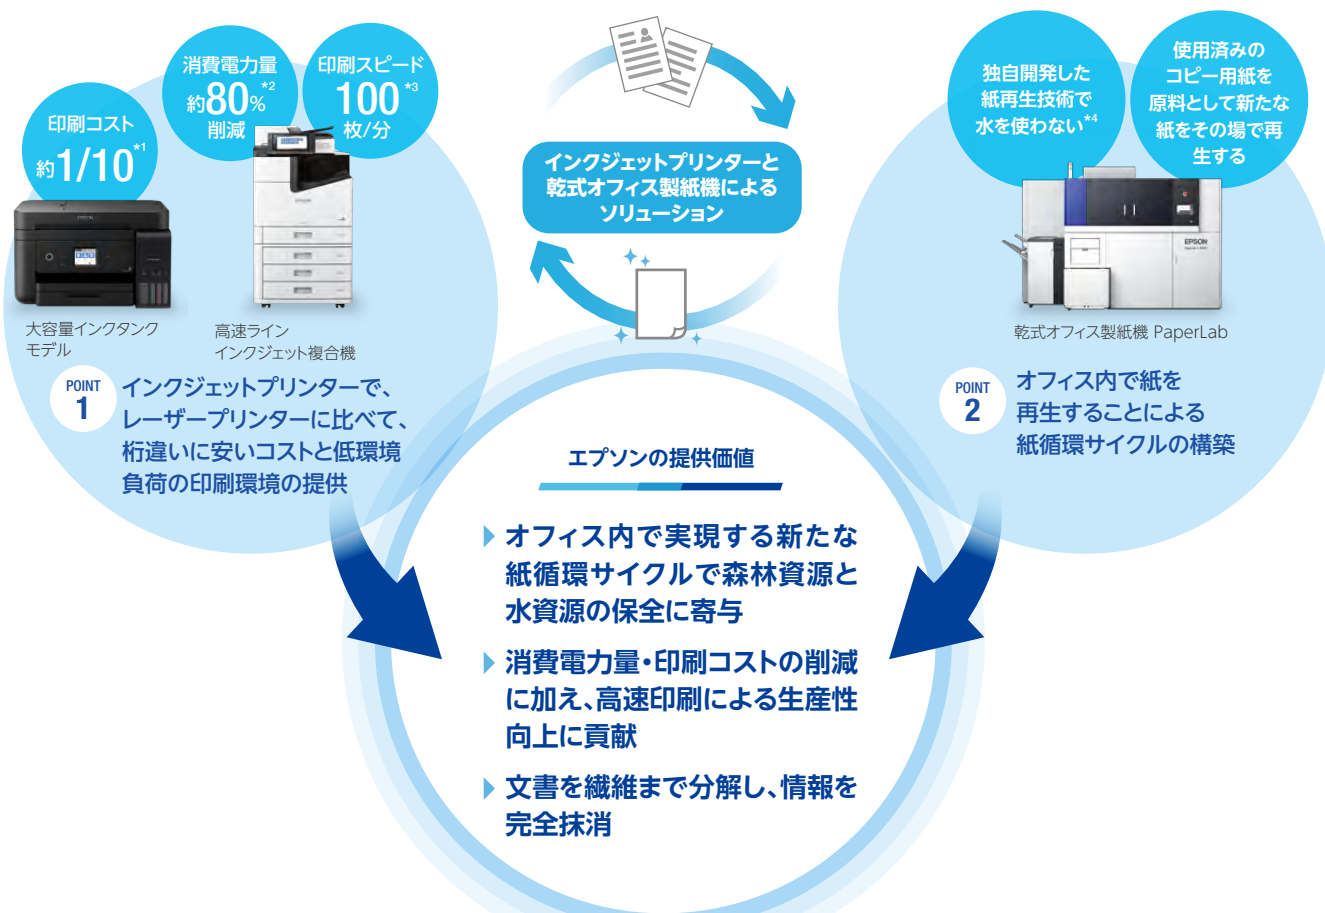 印刷コスト
約1/10*1
消費電力量
約80%*2
削減
印刷スピード
100*3
枚/分
EPSON
EPSON
大容量インクタンク
モデル
高速ライン
インクジェット複合機
POINT
1
インクジェットプリンターで、
レーザープリンターに比べて、
桁違いに安いコストと低環境
負荷の印刷環境の提供
インクジェットプリンターと
乾式オフィス製紙機による
ソリューション
独自開発した
紙再生技術で
水を使わない*4
使用済みの
コピー用紙を
原料として新たな
紙をその場で再
生する
EPSON
乾式オフィス製紙機 PaperLab
POINT
2
オフィス内で紙を
再生することによる
紙循環サイクルの構築
エプソンの提供価値
オフィス内で実現する新たな
紙循環サイクルで森林資源と
水資源の保全に寄与
消費電力量・印刷コストの削減
に加え、高速印刷による生産性
向上に貢献
文書を繊維まで分解し、情報を
完全抹消